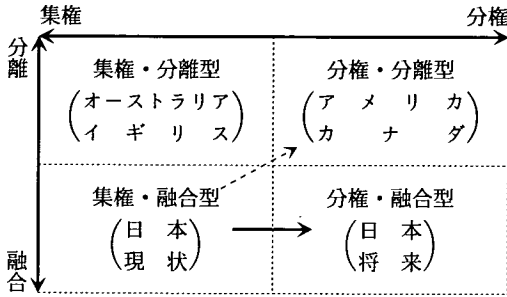 集権
分権
分離
集権・分離型
(オーストラリア
イギリス)
分権・分離型
(アメリカ
カナダ)
集権・融合型
(日本
現状)
分権・融合型
(日本
将来)
融合